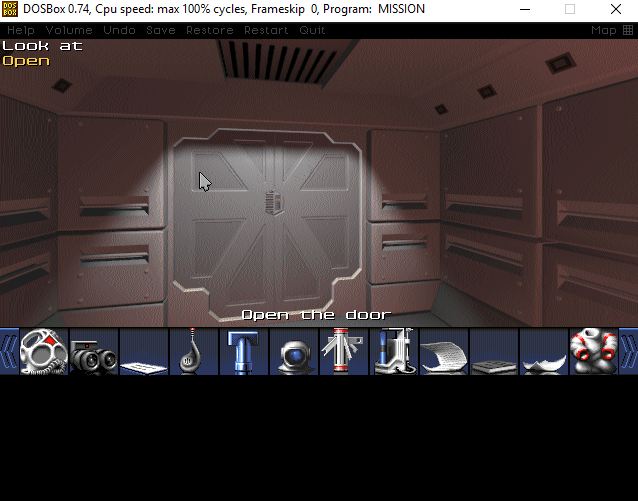 DOSBox 0.74, Cpu speed: max 100% cycles, Frameskip 0, Program: MISSION
Help Volume Undo Save Restore Restart Quit Map
Look at
Open
Open the door